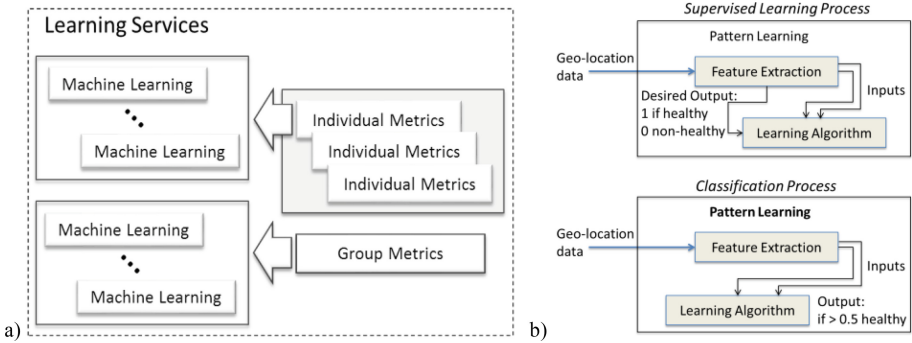 Learning Services
Machine Learning
Machine Learning
Individual Metrics
Individual Metrics
Individual Metrics
Machine Learning
Machine Learning
Group Metrics
a)
Supervised Learning Process
Pattern Learning
Geo-location
data
Feature Extraction
Inputs
Desired Output:
1 if healthy
0 non-healthy
Learning Algorithm
Classification Process
Pattern Learning
Geo-location
data
Feature Extraction
Inputs
Learning Algorithm
Output:
if > 0.5 healthy
b)